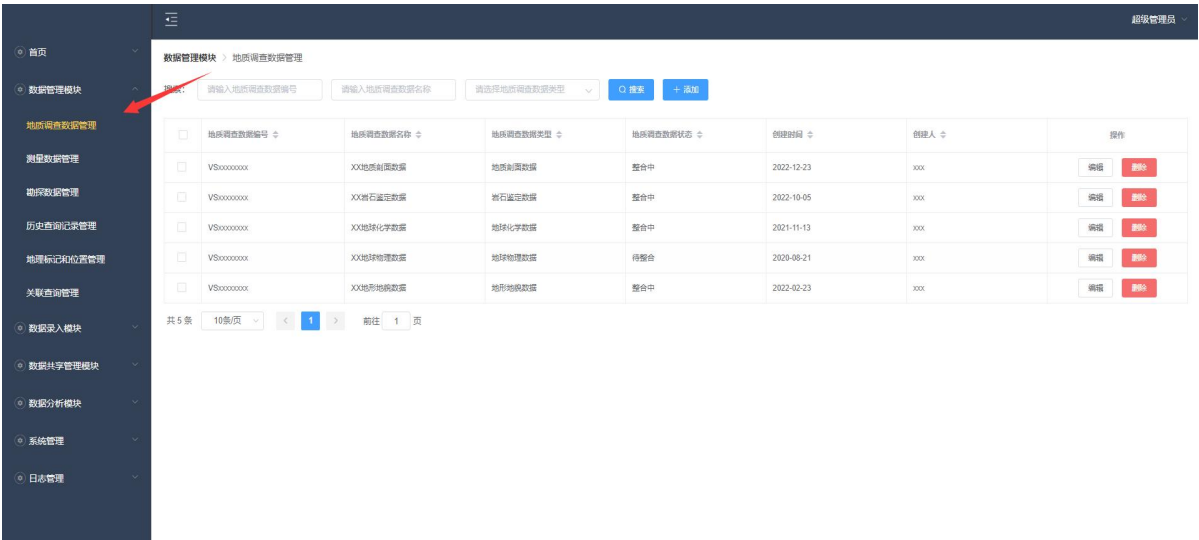 超级管理员
首页
数据管理模块
地质调查数据管理
测量数据管理
勘探数据管理
历史查询记录管理
地理标记和位置管理
关联查询管理
数据录入模块
数据共享管理模块
数据分析模块
系统管理
日志管理
数据管理模块 > 地质调查数据管理
搜索: 请输入地质调查数据编号 请输入地质调查数据名称 请选择地质调查数据类型 搜索 + 添加
地质调查数据编号 地质调查数据名称 地质调查数据类型 地质调查数据状态 创建时间 创建人 操作
VSxxxxxxxx XX地质剖面数据 地质剖面数据 整合中 2022-12-23 xxx 编辑 删除
VSxxxxxxxx XX岩石鉴定数据 岩石鉴定数据 整合中 2022-10-05 xxx 编辑 删除
VSxxxxxxxx XX地球化学数据 地球化学数据 整合中 2021-11-13 xxx 编辑 删除
VSxxxxxxxx XX地球物理数据 地球物理数据 待整合 2020-08-21 xxx 编辑 删除
VSxxxxxxxx XX地形地貌数据 地形地貌数据 整合中 2022-02-23 xxx 编辑 删除
共 5 条 10条/页 < 1 > 前往 1 页